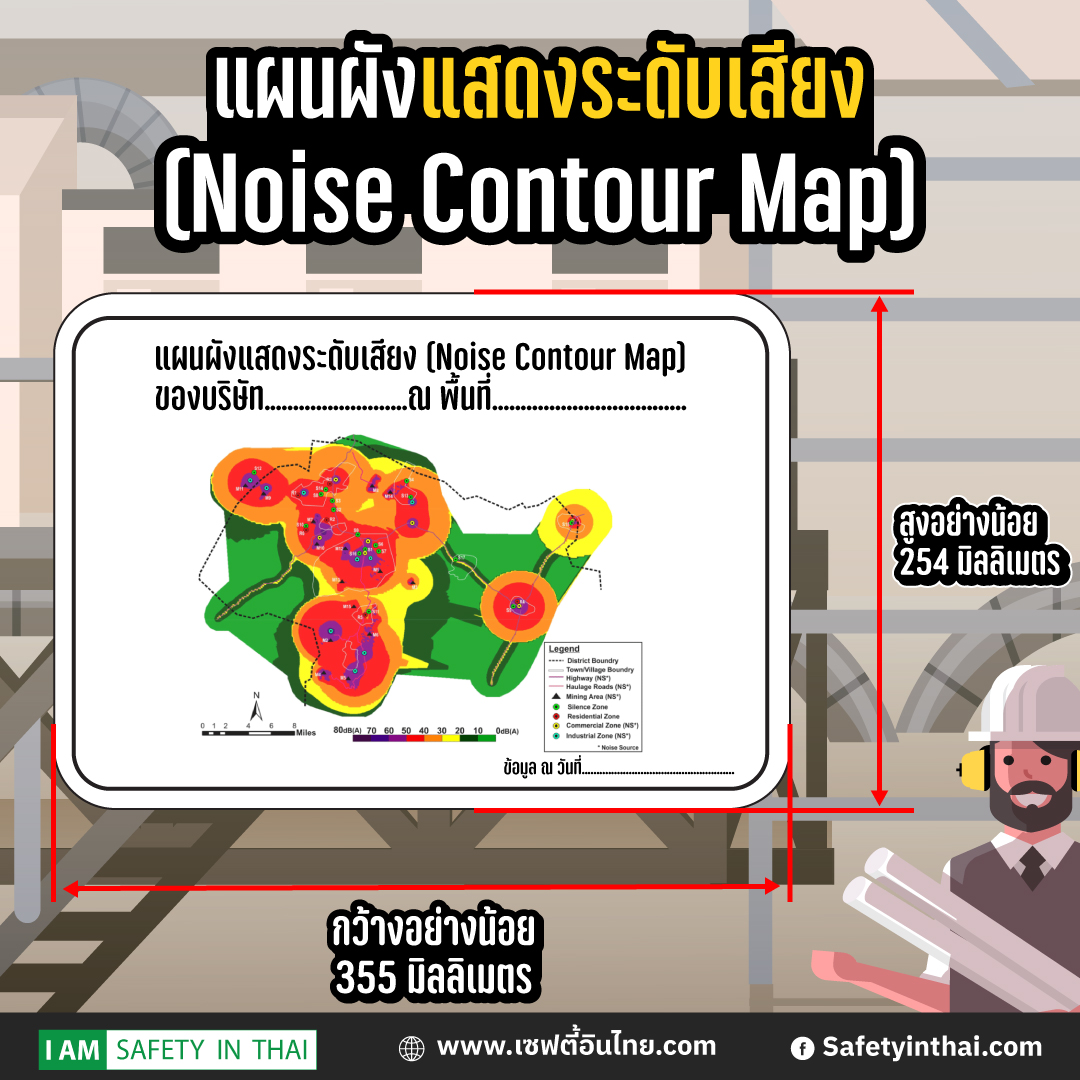 แผนผังแสดงระดับเสียง
(Noise Contour Map)
แผนผังแสดงระดับเสียง (Noise Contour Map)
ของบริษัท.........................ณ พื้นที่..................................
N
0 1 2 4 6 8
Miles
80dB(A) 70 60 50 40 30 20 10 0dB(A)
Legend
District Boundry
Town/Village Boundry
Highway (NS*)
Haulage Roads (NS*)
Mining Area (NS*)
Silence Zone
Residential Zone
Commercial Zone (NS*)
Industrial Zone (NS*)
* Noise Source
ข้อมูล ณ วันที่..................................................
สูงอย่างน้อย
254 มิลลิเมตร
กว้างอย่างน้อย
355 มิลลิเมตร
I AM SAFETY IN THAI
www.เซฟตี้อินไทย.com
Safetyinthai.com